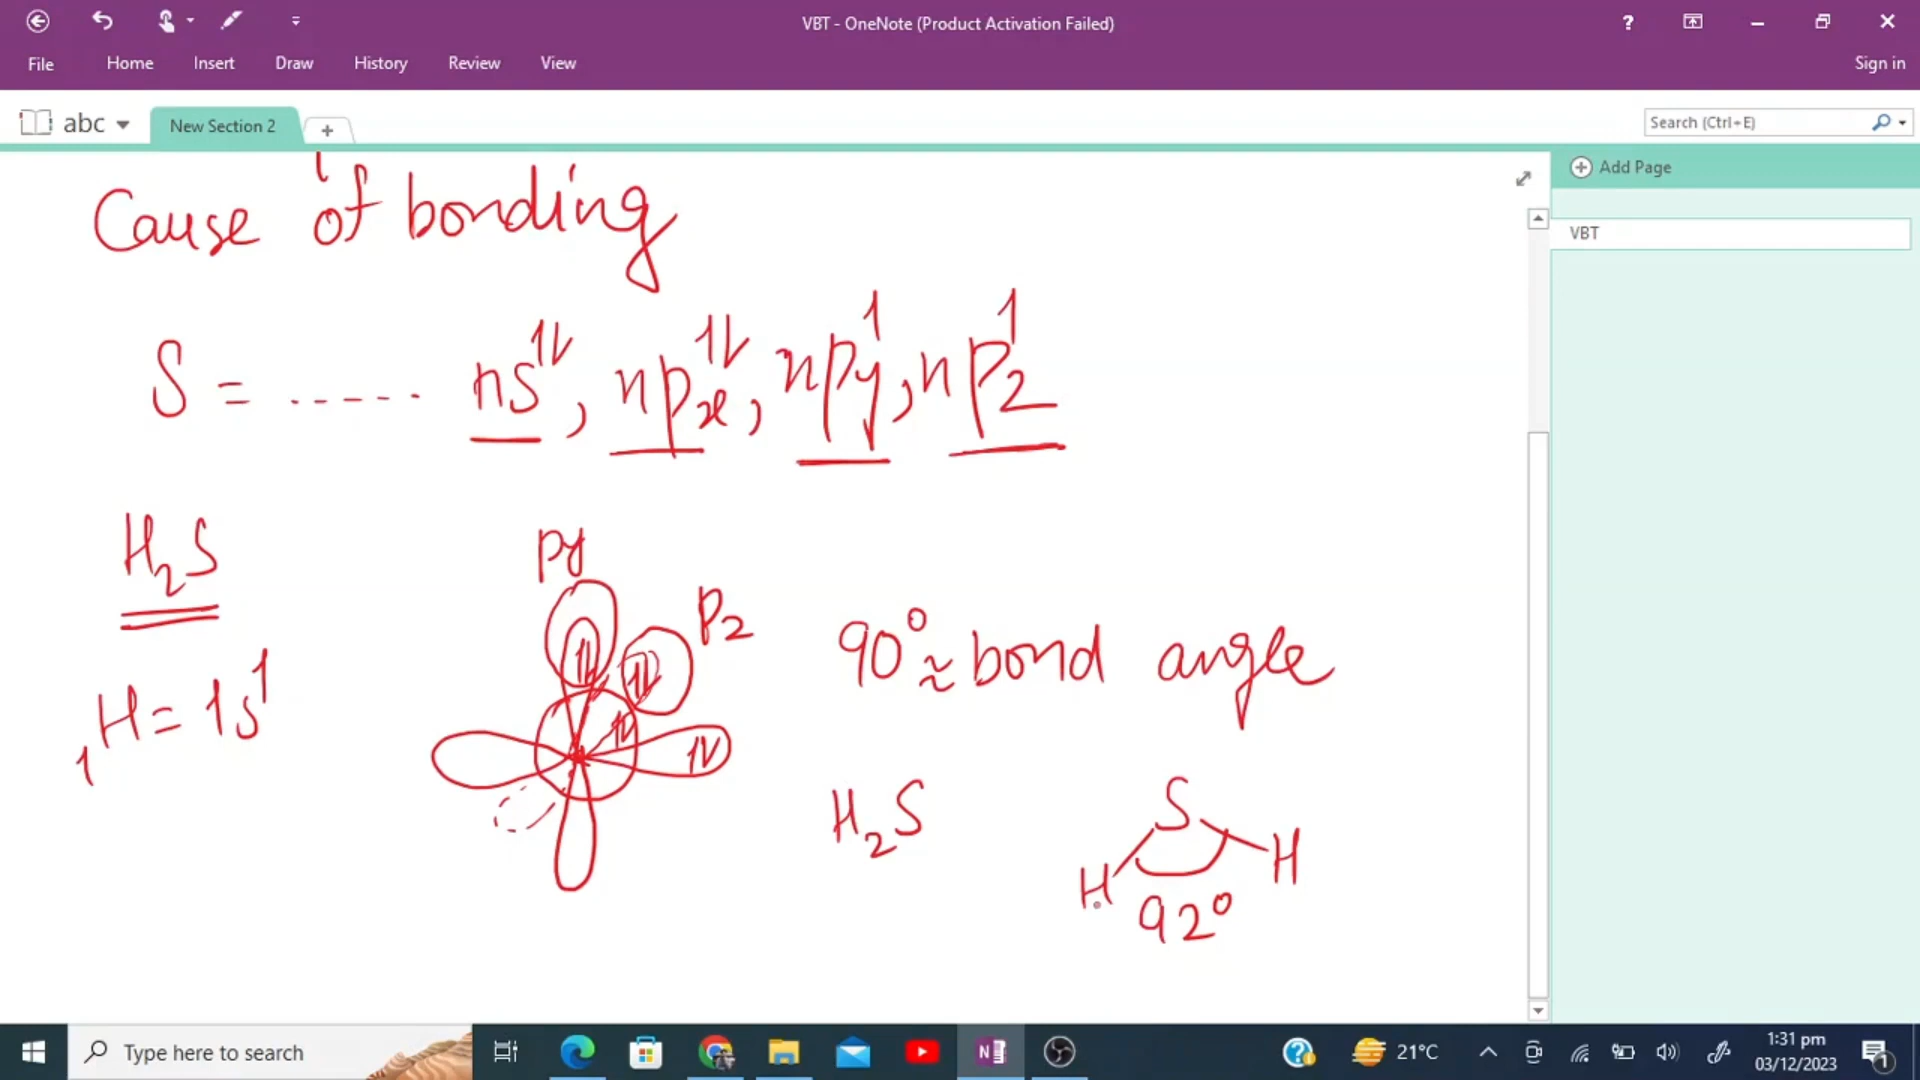 VBT - OneNote (Product Activation Failed)
?
File Home Insert Draw History Review View
Sign in
abc New Section 2 +
Search (Ctrl+E)
Add Page
VBT
Cause of bonding
S = ...... ns↿⇂, npx↿⇂, npy↿, npz↿
H2S
Py
Pz
90° ≈ bond angle
1H = 1s¹
H2S
S
H H
92°
Type here to search
21°C
1:31 pm
03/12/2023
1